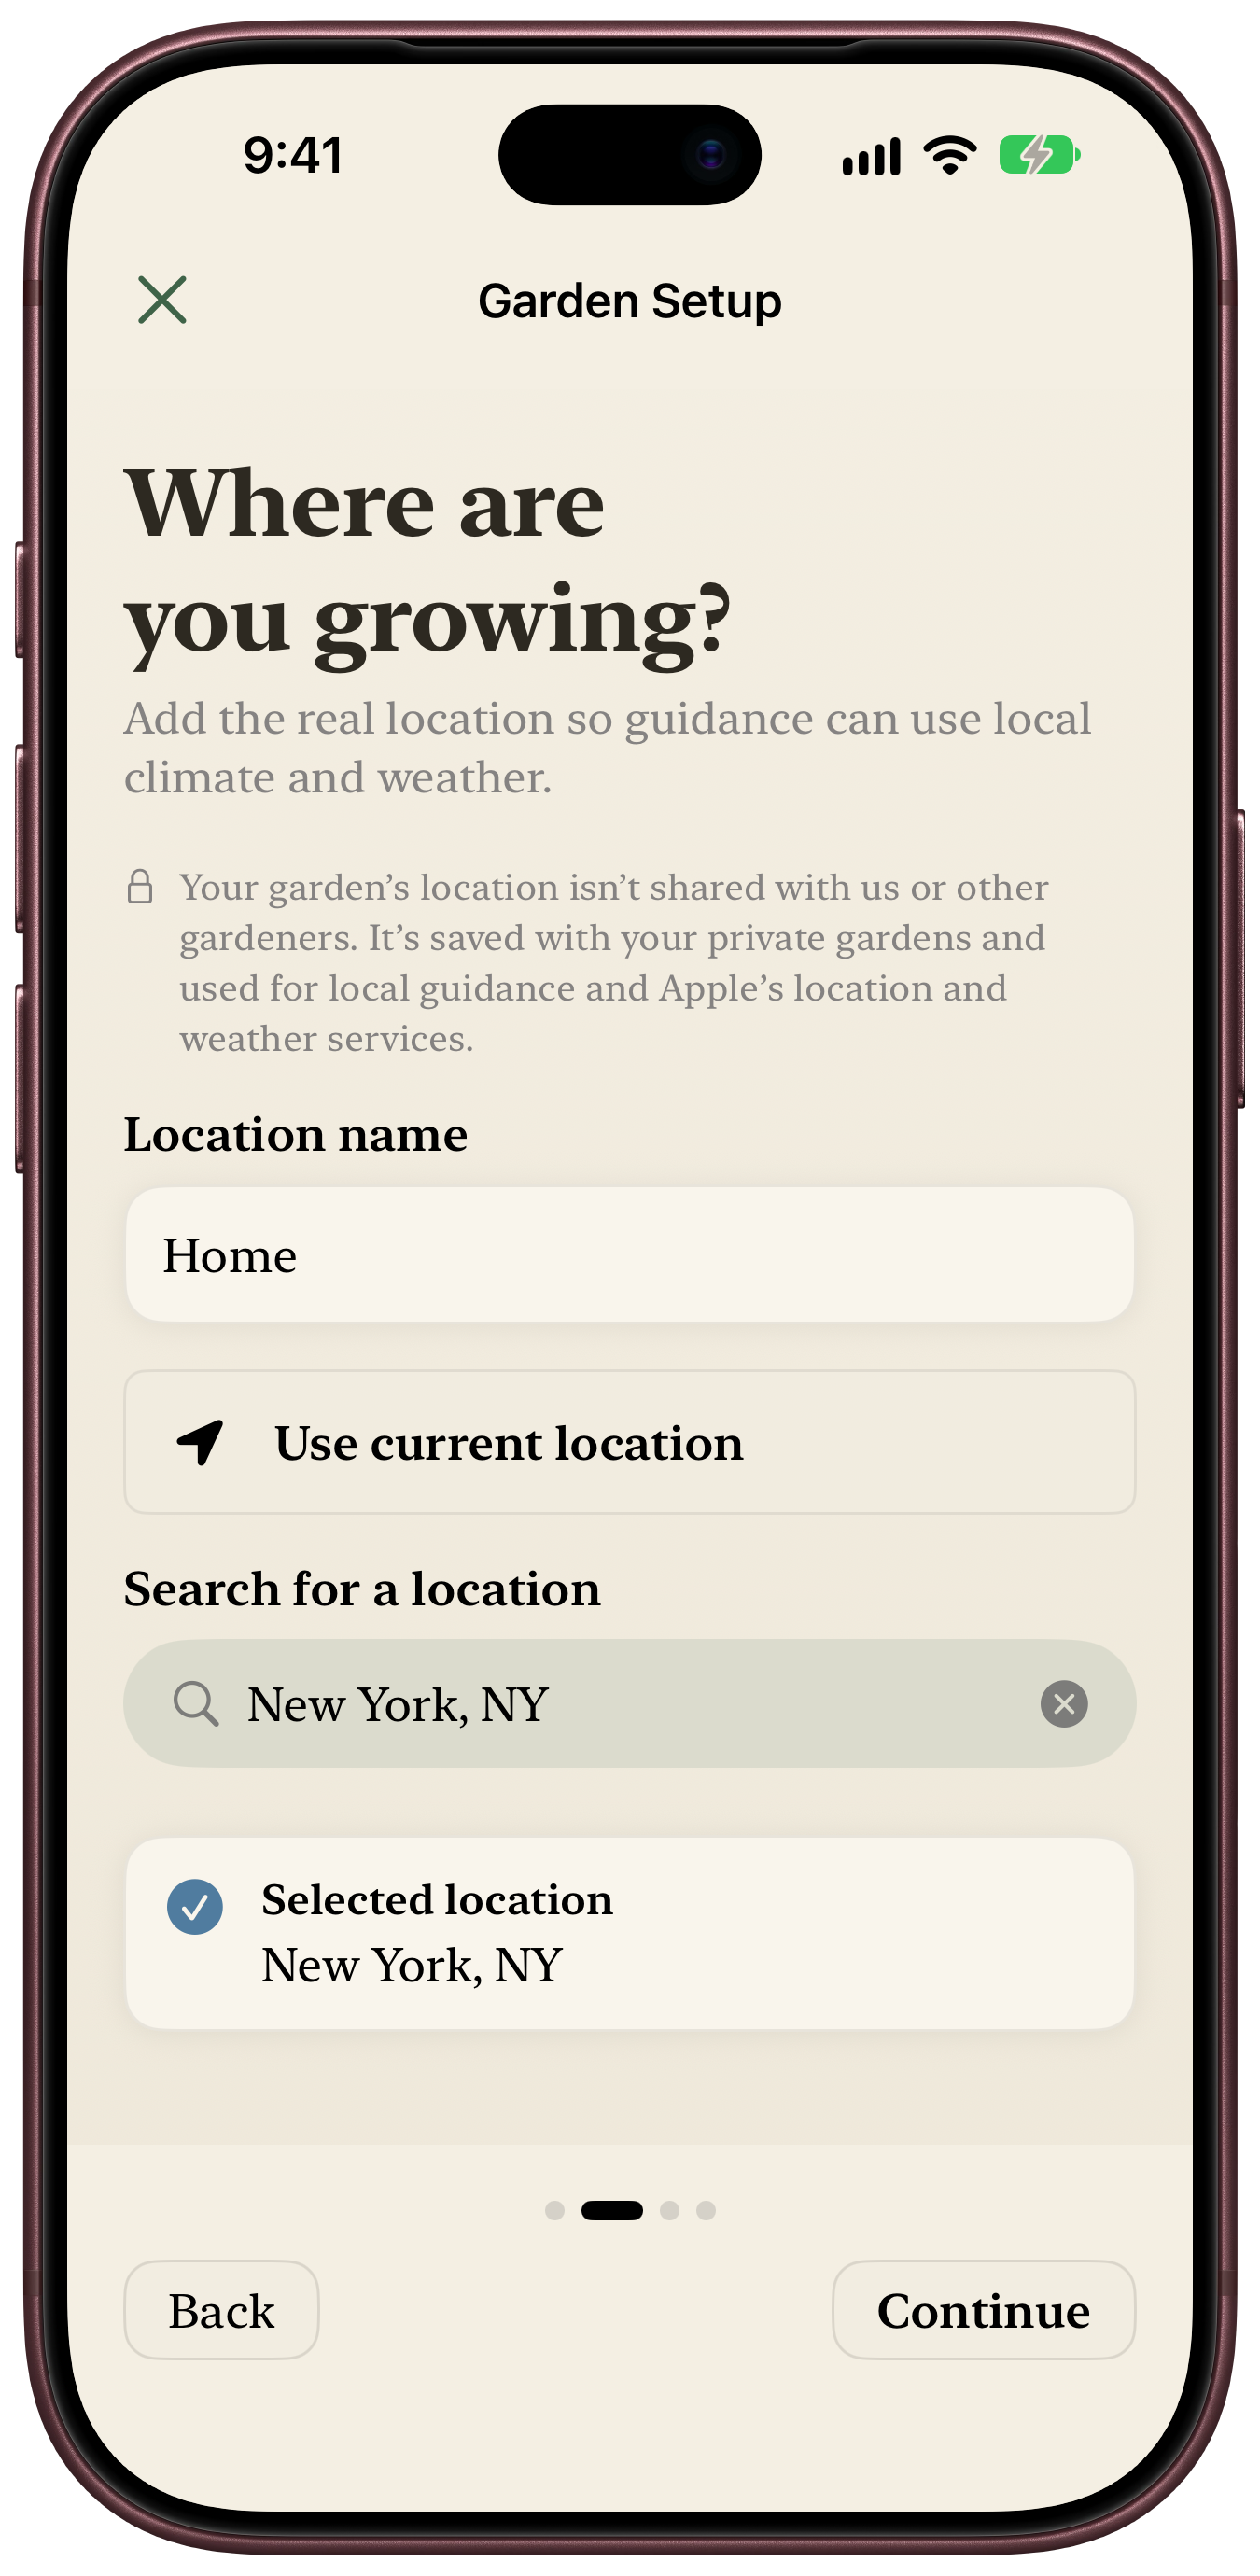 9:41
Garden Setup
Where are
you growing?
Add the real location so guidance can use local
climate and weather.
Your garden’s location isn’t shared with us or other
gardeners. It’s saved with your private gardens and
used for local guidance and Apple’s location and
weather services.
Location name
Home
Use current location
Search for a location
New York, NY
Selected location
New York, NY
Back
Continue